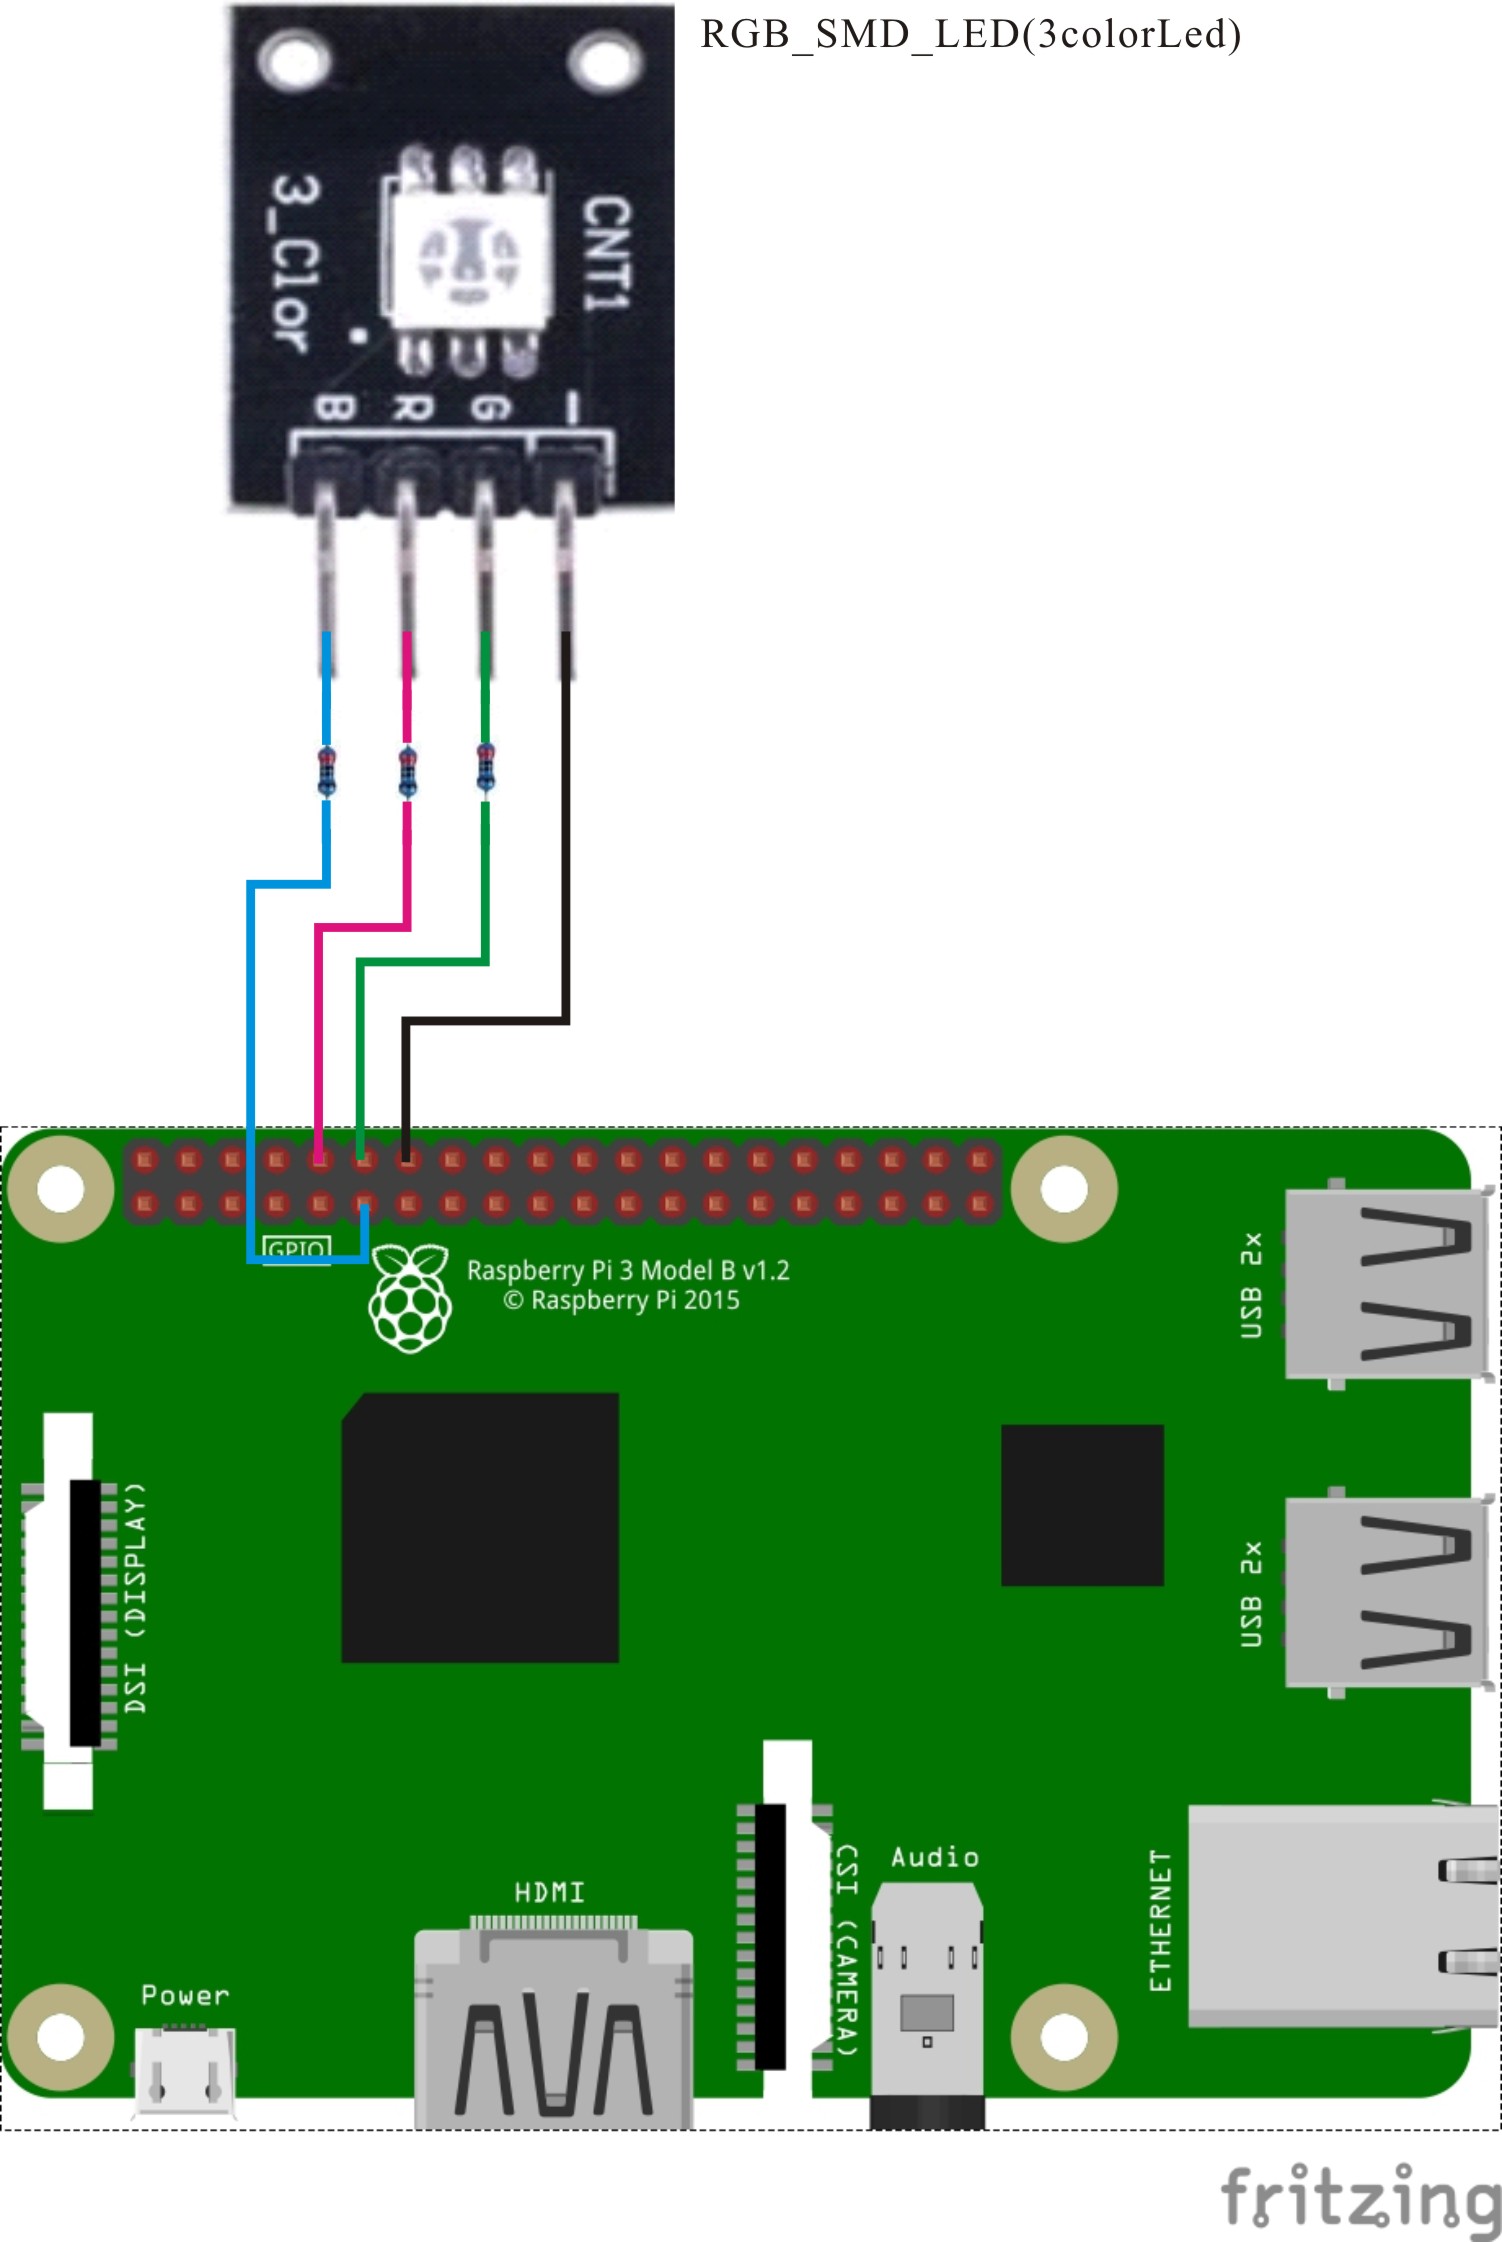 RGB_SMD_LED(3colorLed)
3_Clor
CNT1
B R G -
GPIO
Raspberry Pi 3 Model B v1.2
© Raspberry Pi 2015
USB 2x
USB 2x
DSI (DISPLAY)
HDMI
Power
CSI (CAMERA)
Audio
ETHERNET
fritzing